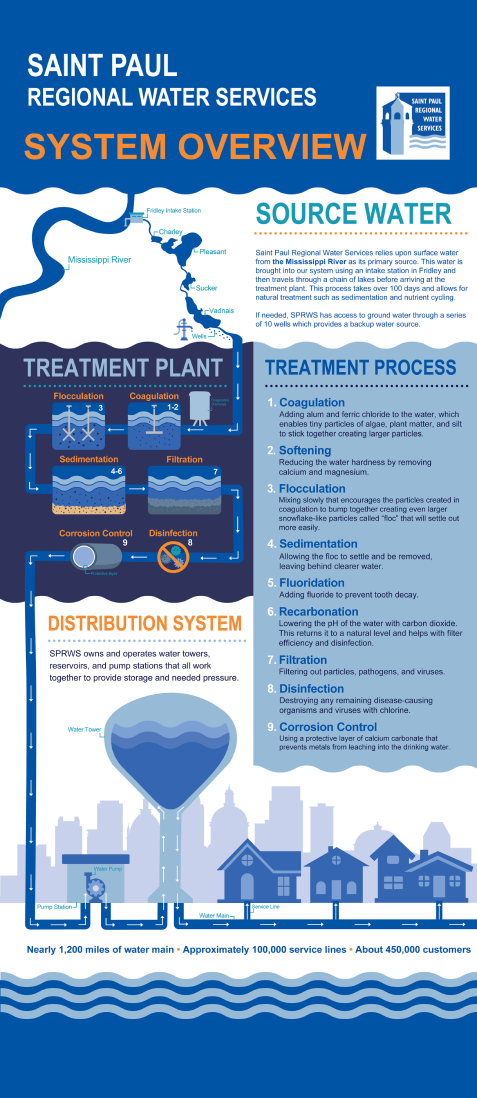 SAINT PAUL
REGIONAL WATER SERVICES
SYSTEM OVERVIEW
SAINT PAUL
REGIONAL
WATER
SERVICES
Fridley Intake Station
Charley
Pleasant
Mississippi River
Sucker
Vadnais
Wells
SOURCE WATER
Saint Paul Regional Water Services relies upon surface water
from the Mississippi River as its primary source. This water is
brought into our system using an intake station in Fridley and
then travels through a chain of lakes before arriving at the
treatment plant. This process takes over 100 days and allows for
natural treatment such as sedimentation and nutrient cycling.
If needed, SPRWS has access to ground water through a series
of 10 wells which provides a backup water source.
TREATMENT PLANT
Flocculation
3
Coagulation
1-2
Sedimentation
4-6
Filtration
7
Corrosion Control
9
Disinfection
8
TREATMENT PROCESS
1. Coagulation
Adding alum and ferric chloride to the water, which
enables tiny particles of algae, plant matter, and silt
to stick together creating larger particles.
2. Softening
Reducing the water hardness by removing
calcium and magnesium.
3. Flocculation
Mixing slowly that encourages the particles created in
coagulation to bump together creating even larger
snowflake-like particles called "floc" that will settle out
more easily.
4. Sedimentation
Allowing the floc to settle and be removed,
leaving behind clearer water.
5. Fluoridation
Adding fluoride to prevent tooth decay.
6. Recarbonation
Lowering the pH of the water with carbon dioxide.
This returns it to a natural level and helps with filter
efficiency and disinfection.
7. Filtration
Filtering out particles, pathogens, and viruses.
8. Disinfection
Destroying any remaining disease-causing
organisms and viruses with chlorine.
9. Corrosion Control
Using a protective layer of calcium carbonate that
prevents metals from leaching into the drinking water.
DISTRIBUTION SYSTEM
SPRWS owns and operates water towers,
reservoirs, and pump stations that all work
together to provide storage and needed pressure.
Water Tower
Water Pump
Pump Station
Water Main
Service Line
Nearly 1,200 miles of water main • Approximately 100,000 service lines • About 450,000 customers